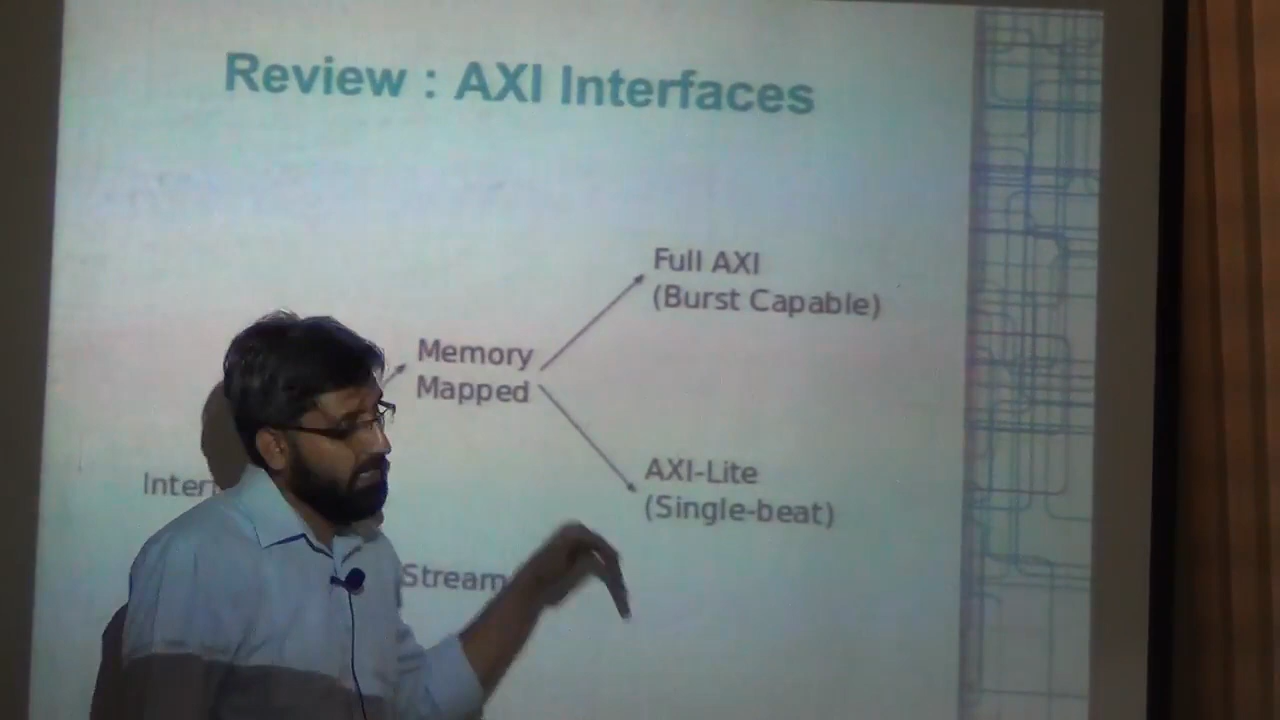 Review : AXI Interfaces
Full AXI
(Burst Capable)
Memory
Mapped
AXI-Lite
(Single-beat)
Stream